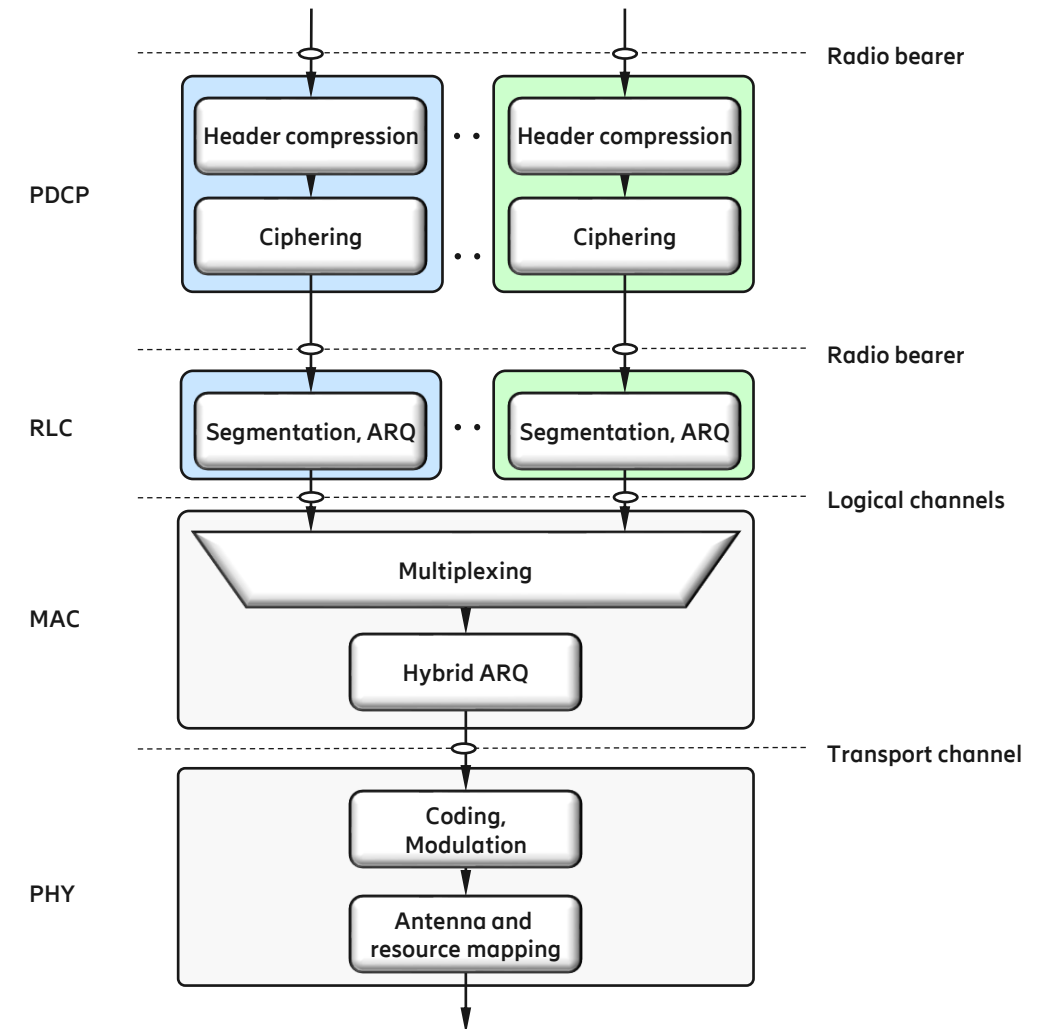 Radio bearer
Header compression
Header compression
PDCP
Ciphering
Ciphering
Radio bearer
RLC
Segmentation, ARQ
Segmentation, ARQ
Logical channels
Multiplexing
MAC
Hybrid ARQ
Transport channel
Coding,
Modulation
PHY
Antenna and
resource mapping